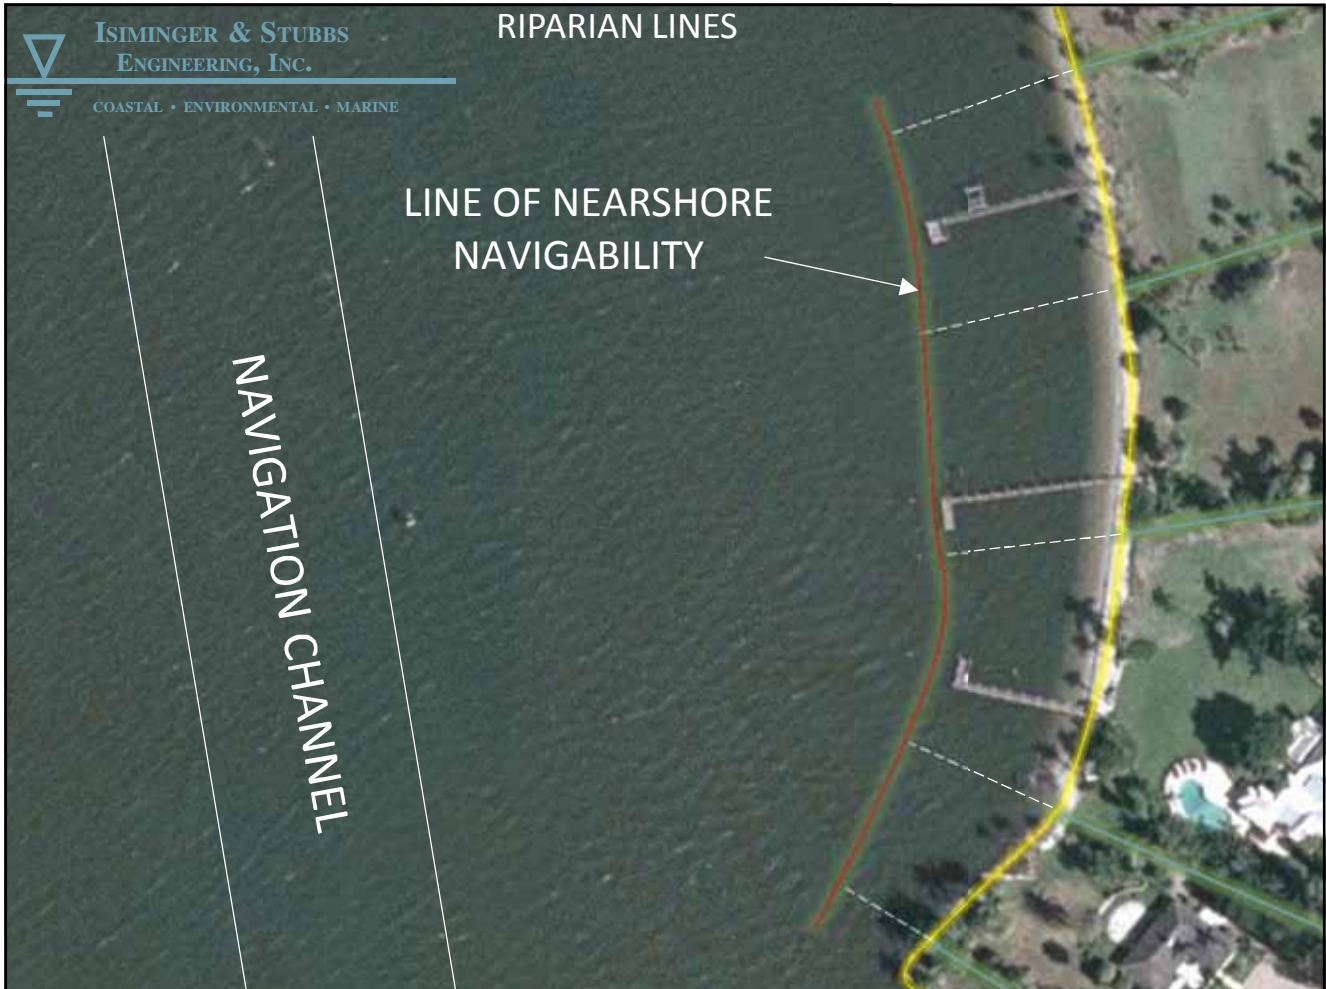 ISIMINGER & STUBBS
ENGINEERING, INC.
COASTAL • ENVIRONMENTAL • MARINE
RIPARIAN LINES
LINE OF NEARSHORE
NAVIGABILITY
NAVIGATION CHANNEL